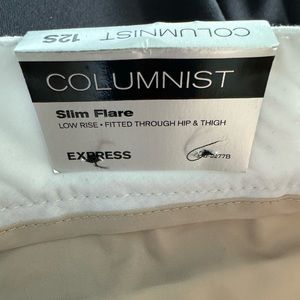 COLUMNIST
12S
COLUMNIST
Slim Flare
LOW RISE • FITTED THROUGH HIP & THIGH
EXPRESS